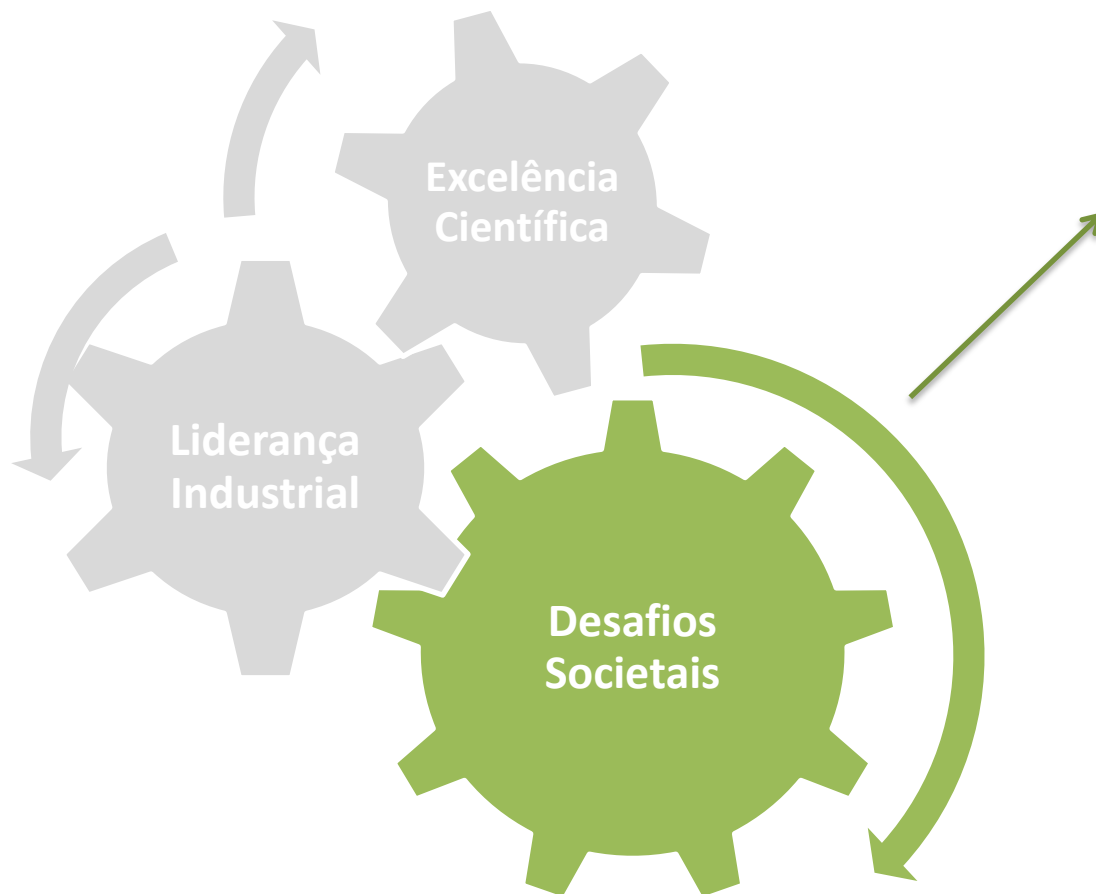 Excelência
Científica
Liderança
Industrial
Desafios
Societais